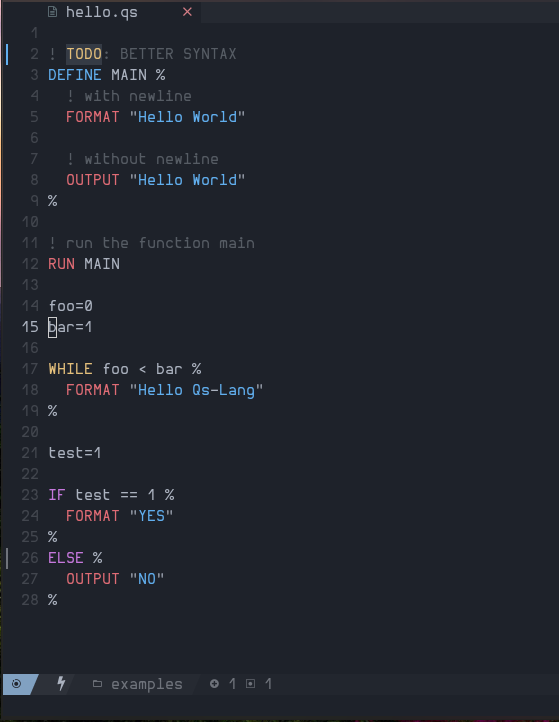 hello.qs ×
1
2 ! TODO: BETTER SYNTAX
3 DEFINE MAIN %
4 ! with newline
5 FORMAT "Hello World"
6
7 ! without newline
8 OUTPUT "Hello World"
9 %
10
11 ! run the function main
12 RUN MAIN
13
14 foo=0
15 bar=1
16
17 WHILE foo < bar %
18 FORMAT "Hello Qs-Lang"
19 %
20
21 test=1
22
23 IF test == 1 %
24 FORMAT "YES"
25 %
26 ELSE %
27 OUTPUT "NO"
28 %
examples 1 1